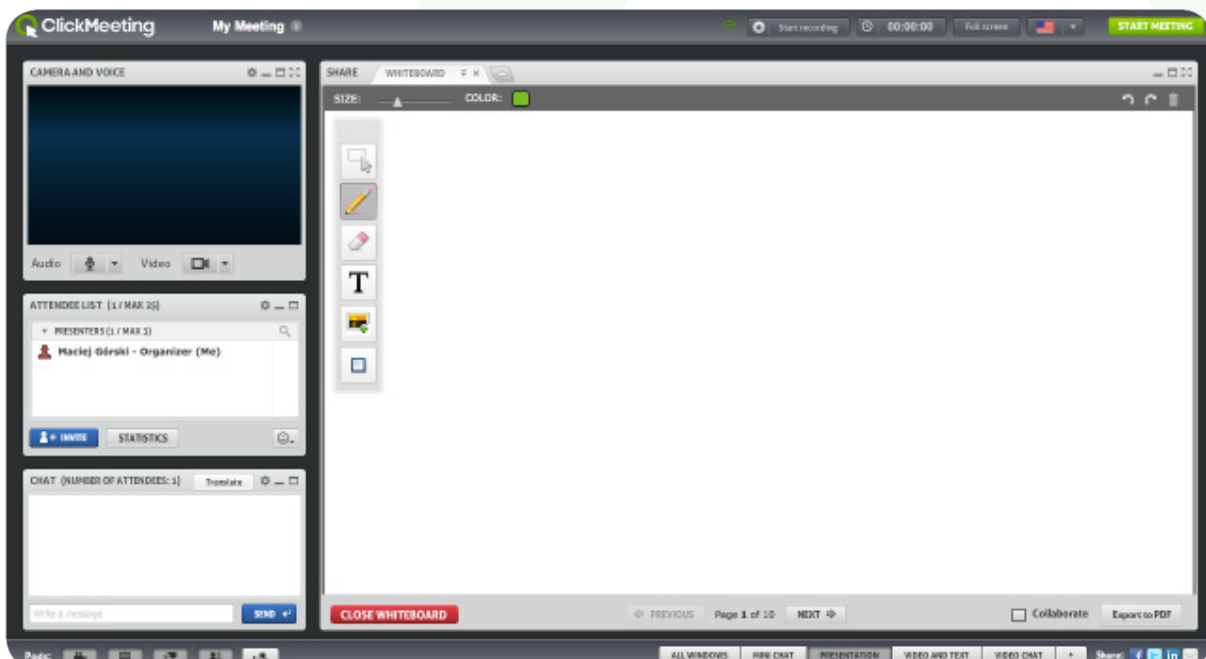 ClickMeeting
My Meeting
Start recording
00:00:00
Full screen
START MEETING
CAMERA AND VOICE
Audio
Video
ATTENDEE LIST (1 / MAX 25)
PRESENTERS (1 / MAX 3)
Maciej Górski - Organizer (Me)
INVITE
STATISTICS
CHAT (NUMBER OF ATTENDEES: 1)
Translate
Write a message
SEND
SHARE
WHITEBOARD
SIZE:
COLOR:
T
CLOSE WHITEBOARD
PREVIOUS
Page 1 of 10
NEXT
Collaborate
Export to PDF
Pods:
ALL WINDOWS
MINI CHAT
PRESENTATION
VIDEO AND TEXT
VIDEO CHAT
+
Share:
f
in